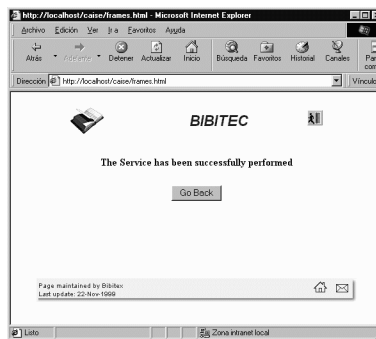 http://localhost/caise/frames.html - Microsoft Internet Explorer
Archivo Edición Ver Ir a Favoritos Ayuda
Atrás Adelante Detener Actualizar Inicio Búsqueda Favoritos Historial Canales
Dirección http://localhost/caise/frames.html Vínculo
BIBITEC
The Service has been successfully performed
Go Back
Page maintained by Bibitex
Last update: 22-Nov-1999
Listo Zona intranet local